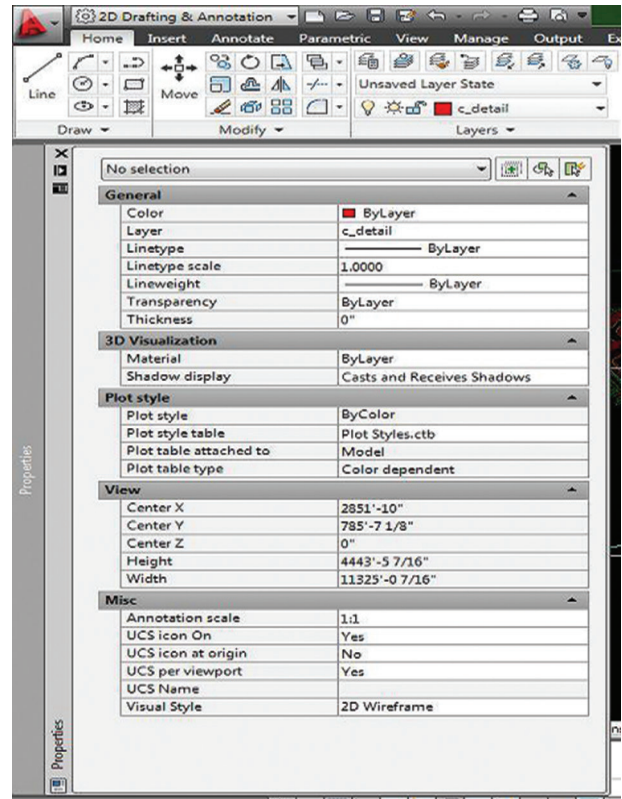 2D Drafting & Annotation
Home Insert Annotate Parametric View Manage Output
Line
Move
Unsaved Layer State
c_detail
Draw Modify Layers
No selection
General
Color ByLayer
Layer c_detail
Linetype ByLayer
Linetype scale 1.0000
Lineweight ByLayer
Transparency ByLayer
Thickness 0"
3D Visualization
Material ByLayer
Shadow display Casts and Receives Shadows
Plot style
Plot style ByColor
Plot style table Plot Styles.ctb
Plot table attached to Model
Plot table type Color dependent
View
Center X 2851'-10"
Center Y 785'-7 1/8"
Center Z 0"
Height 4443'-5 7/16"
Width 11325'-0 7/16"
Misc
Annotation scale 1:1
UCS icon On Yes
UCS icon at origin No
UCS per viewport Yes
UCS Name
Visual Style 2D Wireframe
Properties
Properties